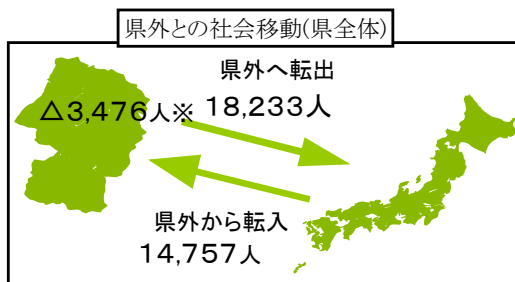 県外との社会移動(県全体)
県外へ転出
△3,476人※ 18,233人
県外から転入
14,757人